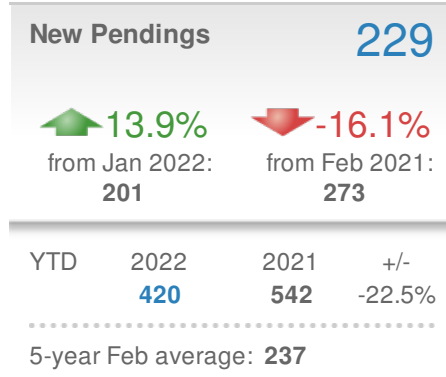 New Pendings 229
13.9% -16.1%
from Jan 2022: from Feb 2021:
201 273
YTD 2022 2021 +/-
420 542 -22.5%
5-year Feb average: 237